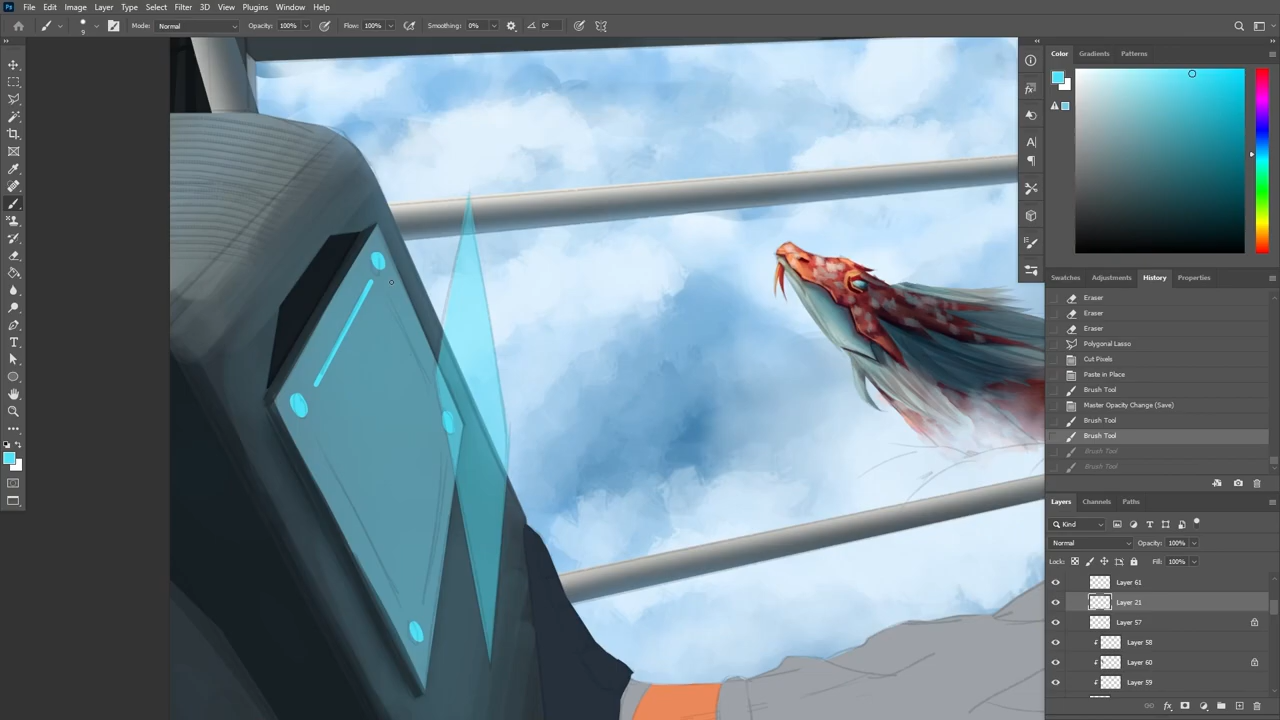 Ps File Edit Image Layer Type Select Filter 3D View Plugins Window Help
9 Mode: Normal Opacity: 100% Flow: 100% Smoothing: 0% 0°
Color Gradients Patterns
Swatches Adjustments History Properties
Eraser
Eraser
Eraser
Polygonal Lasso
Cut Pixels
Paste in Place
Brush Tool
Master Opacity Change (Save)
Brush Tool
Brush Tool
Brush Tool
Brush Tool
Layers Channels Paths
Kind
Normal Opacity: 100%
Lock: Fill: 100%
Layer 61
Layer 21
Layer 57
Layer 58
Layer 60
Layer 59